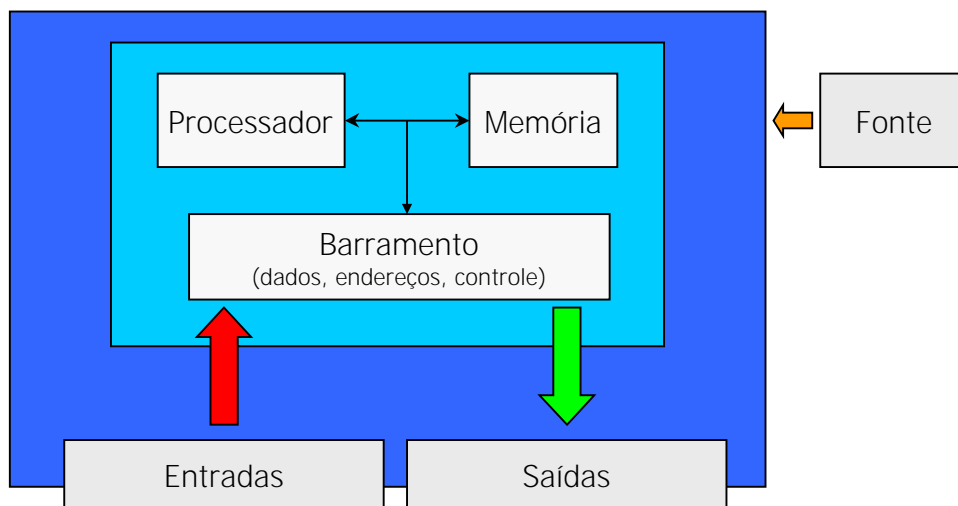 Processador
Memória
Fonte
Barramento
(dados, endereços, controle)
Entradas
Saídas